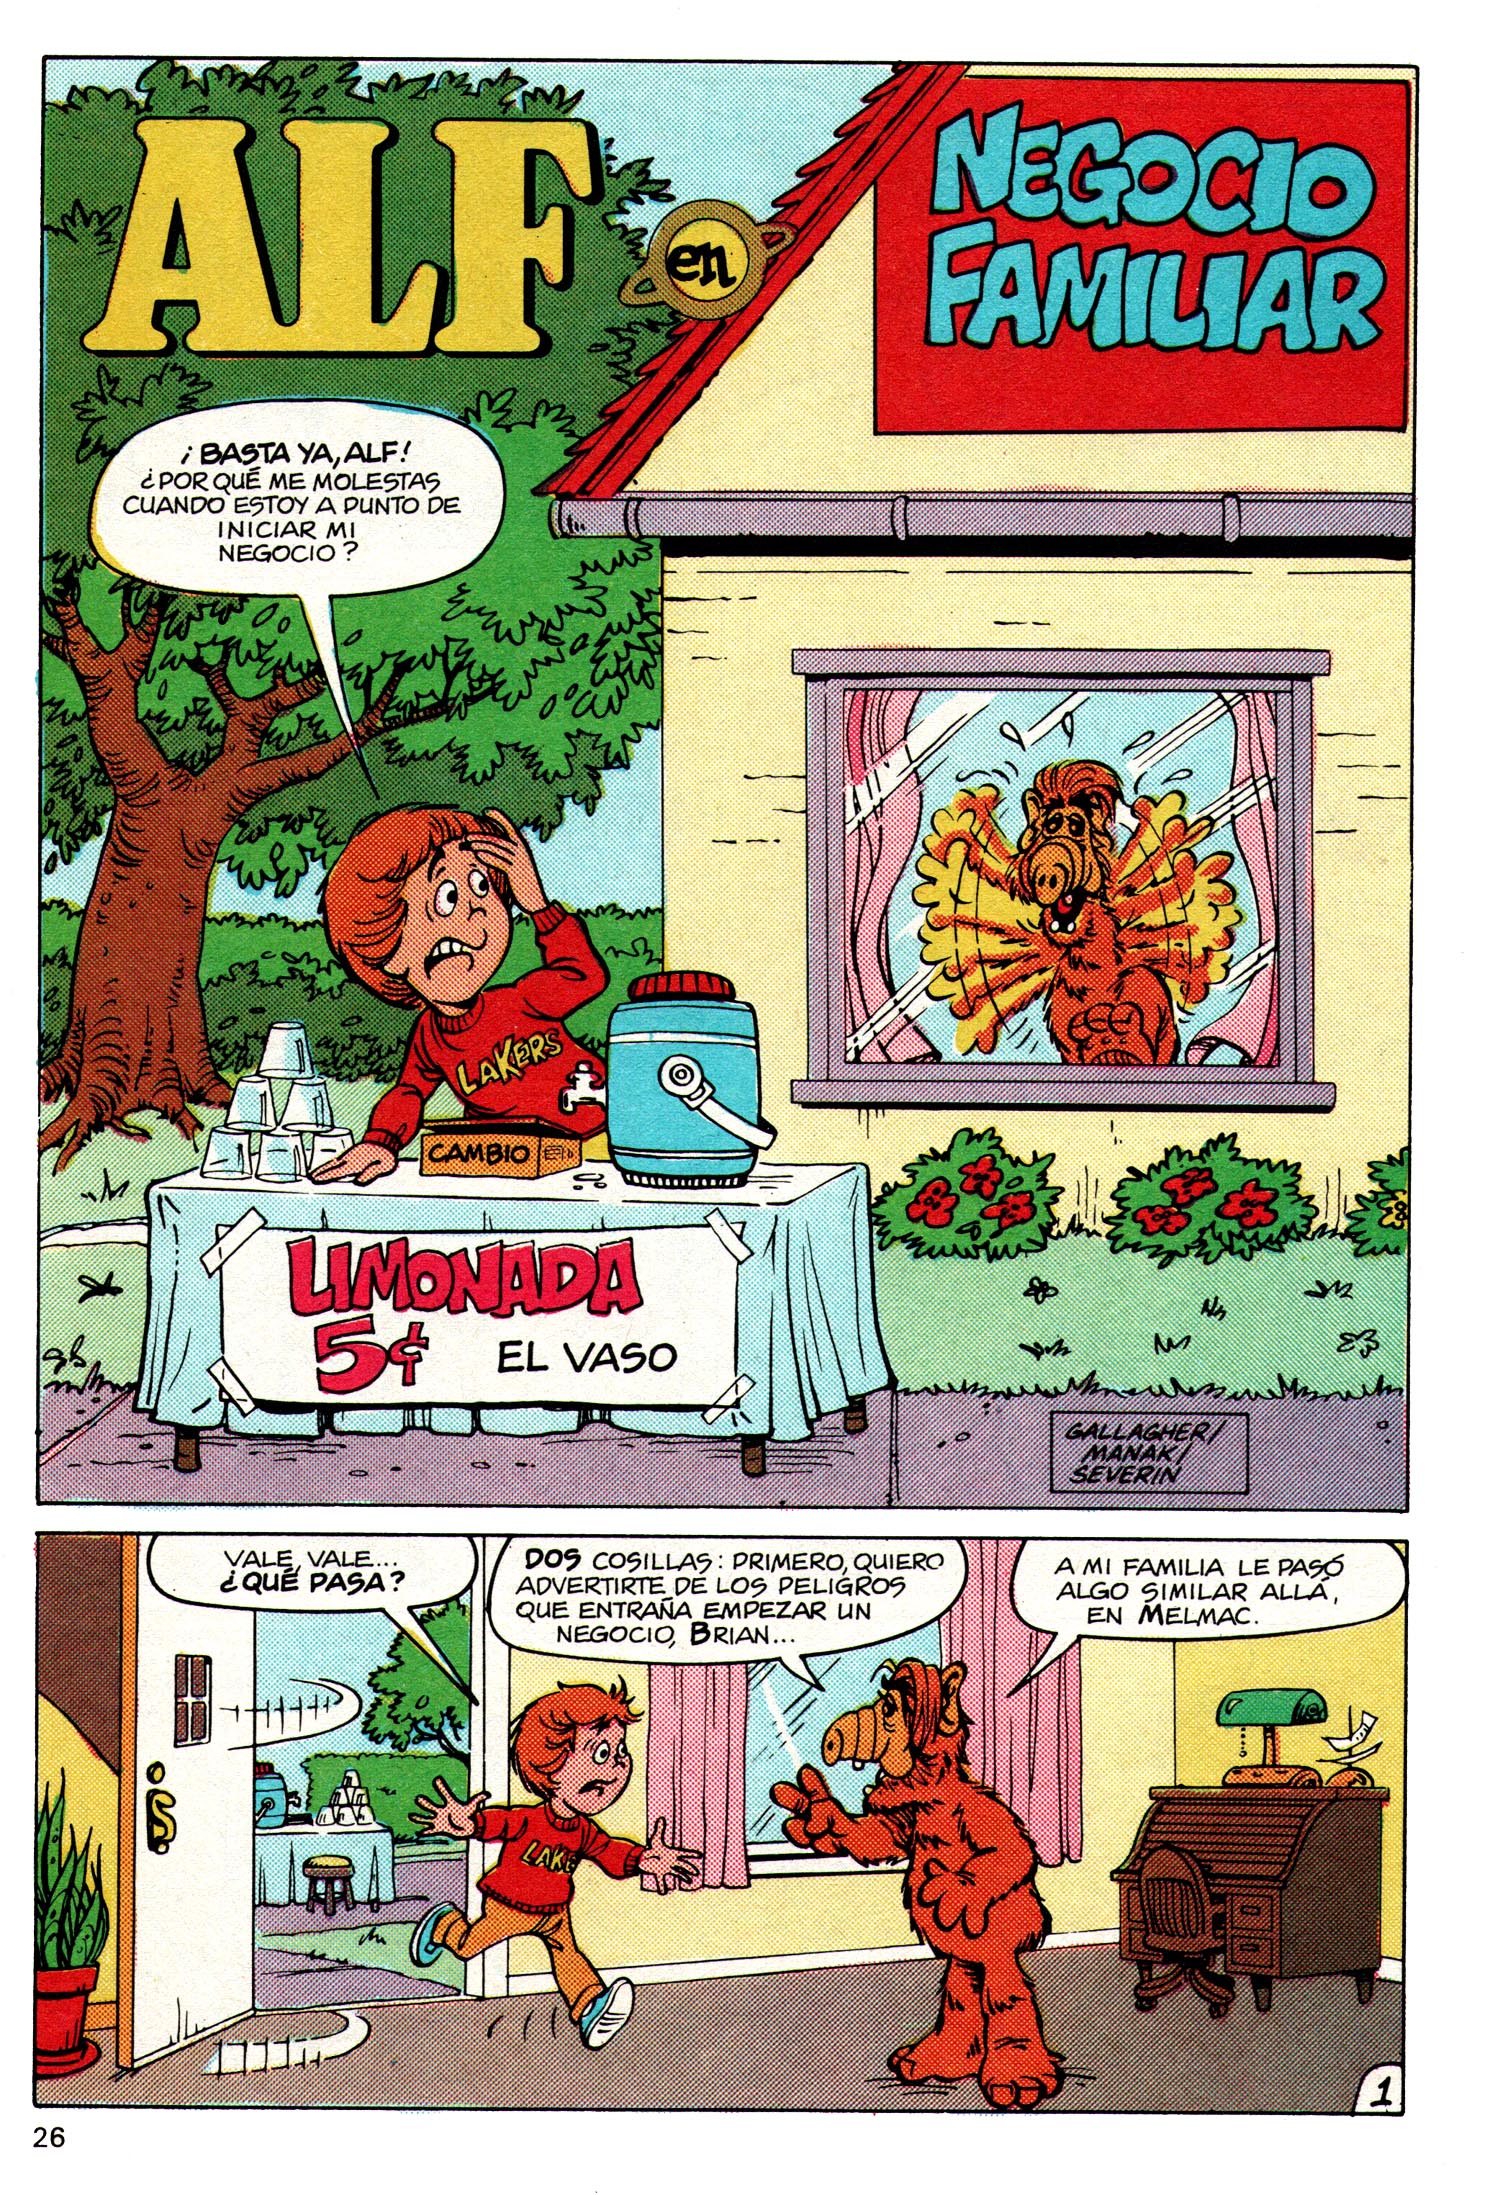 ALF en
NEGOCIO
FAMILIAR
¡BASTA YA, ALF!
¿POR QUÉ ME MOLESTAS
CUANDO ESTOY A PUNTO DE
INICIAR MI
NEGOCIO?
LAKERS
CAMBIO
LIMONADA
5¢ EL VASO
GALLAGHER/
MANAK/
SEVERIN
VALE, VALE...
¿QUÉ PASA?
DOS COSILLAS: PRIMERO, QUIERO
ADVERTIRTE DE LOS PELIGROS
QUE ENTRAÑA EMPEZAR UN
NEGOCIO, BRIAN...
A MI FAMILIA LE PASÓ
ALGO SIMILAR ALLÁ,
EN MELMAC.
LAKE
1
26